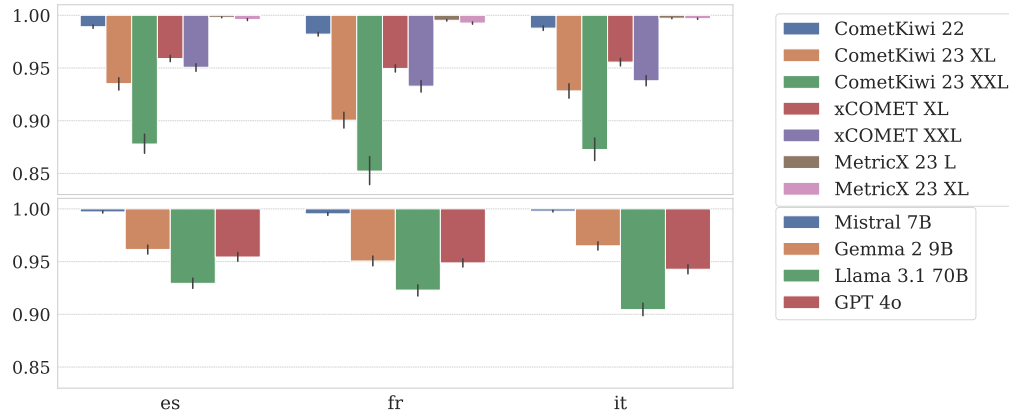 1.00
0.95
0.90
0.85
1.00
0.95
0.90
0.85
es fr it
CometKiwi 22
CometKiwi 23 XL
CometKiwi 23 XXL
xCOMET XL
xCOMET XXL
MetricX 23 L
MetricX 23 XL
Mistral 7B
Gemma 2 9B
Llama 3.1 70B
GPT 4o